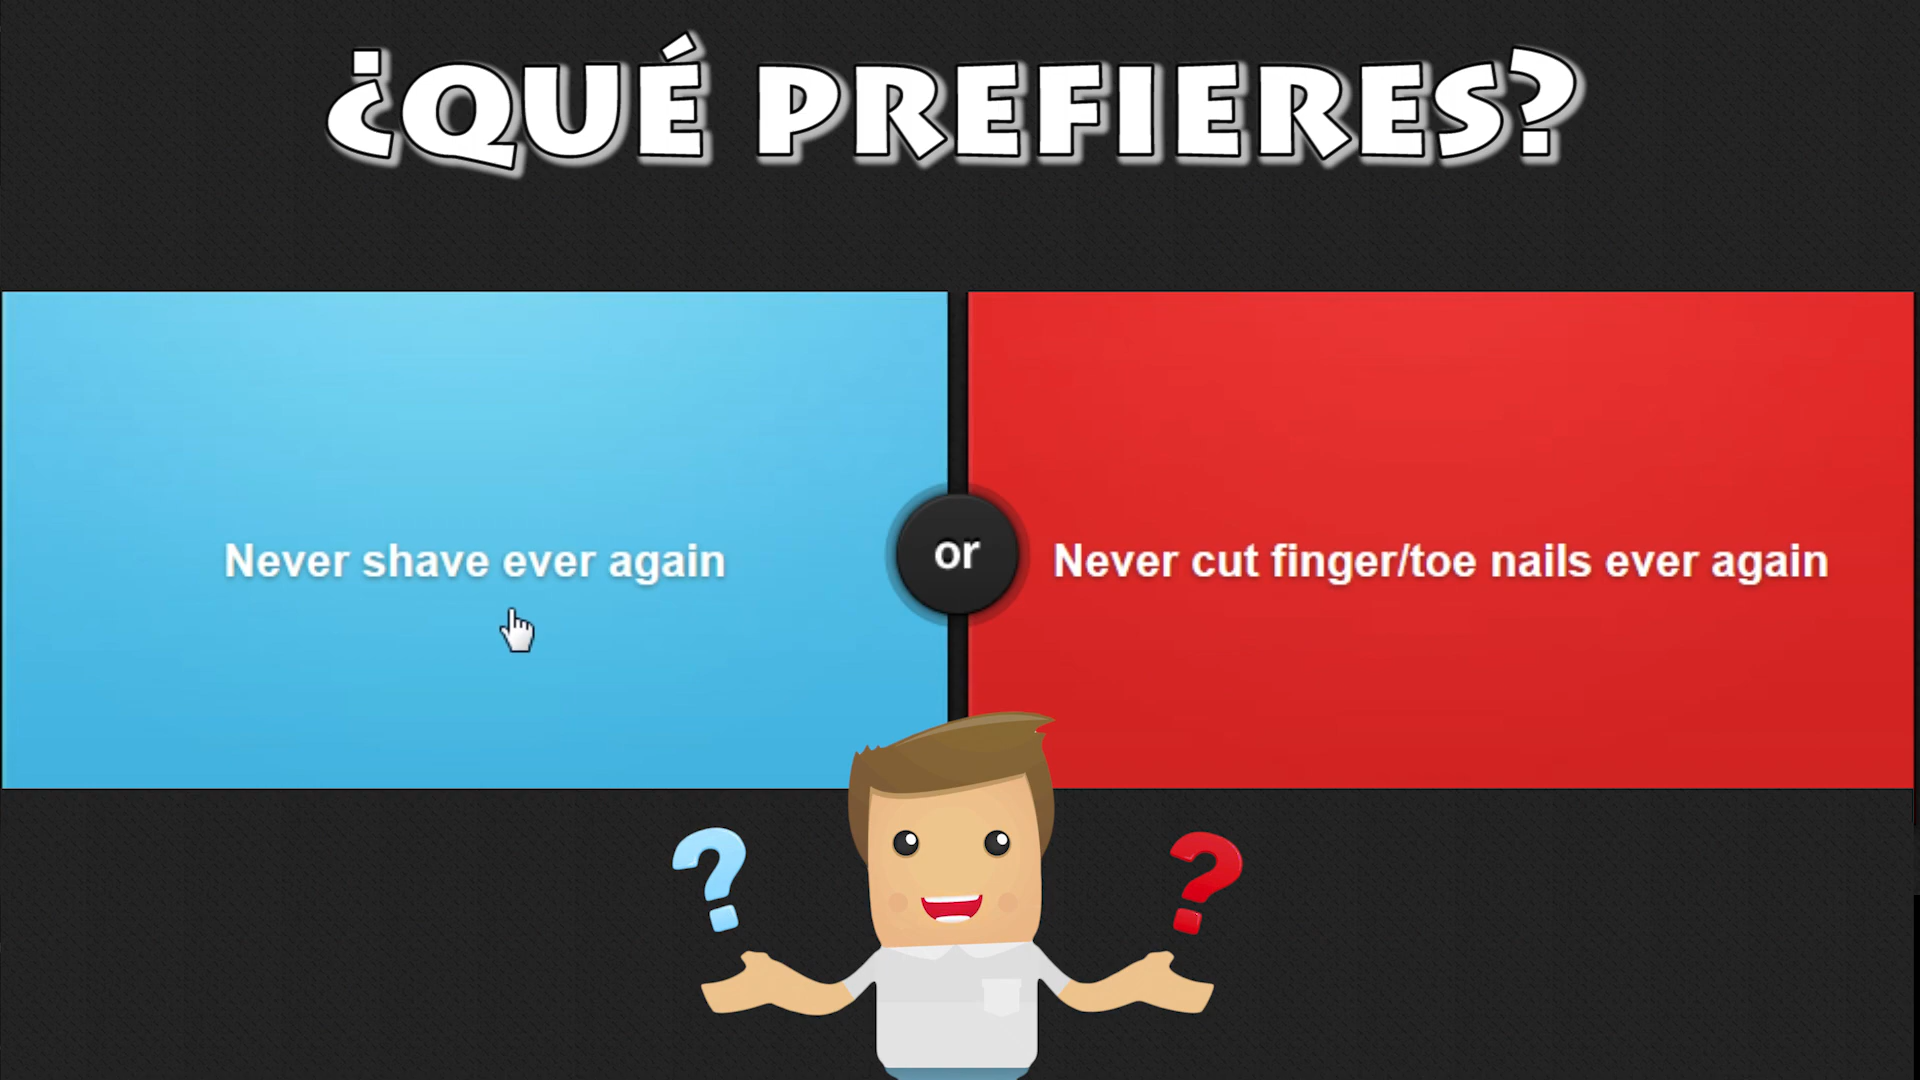 ¿QUÉ PREFIERES?
Never shave ever again
or
Never cut finger/toe nails ever again
?
?